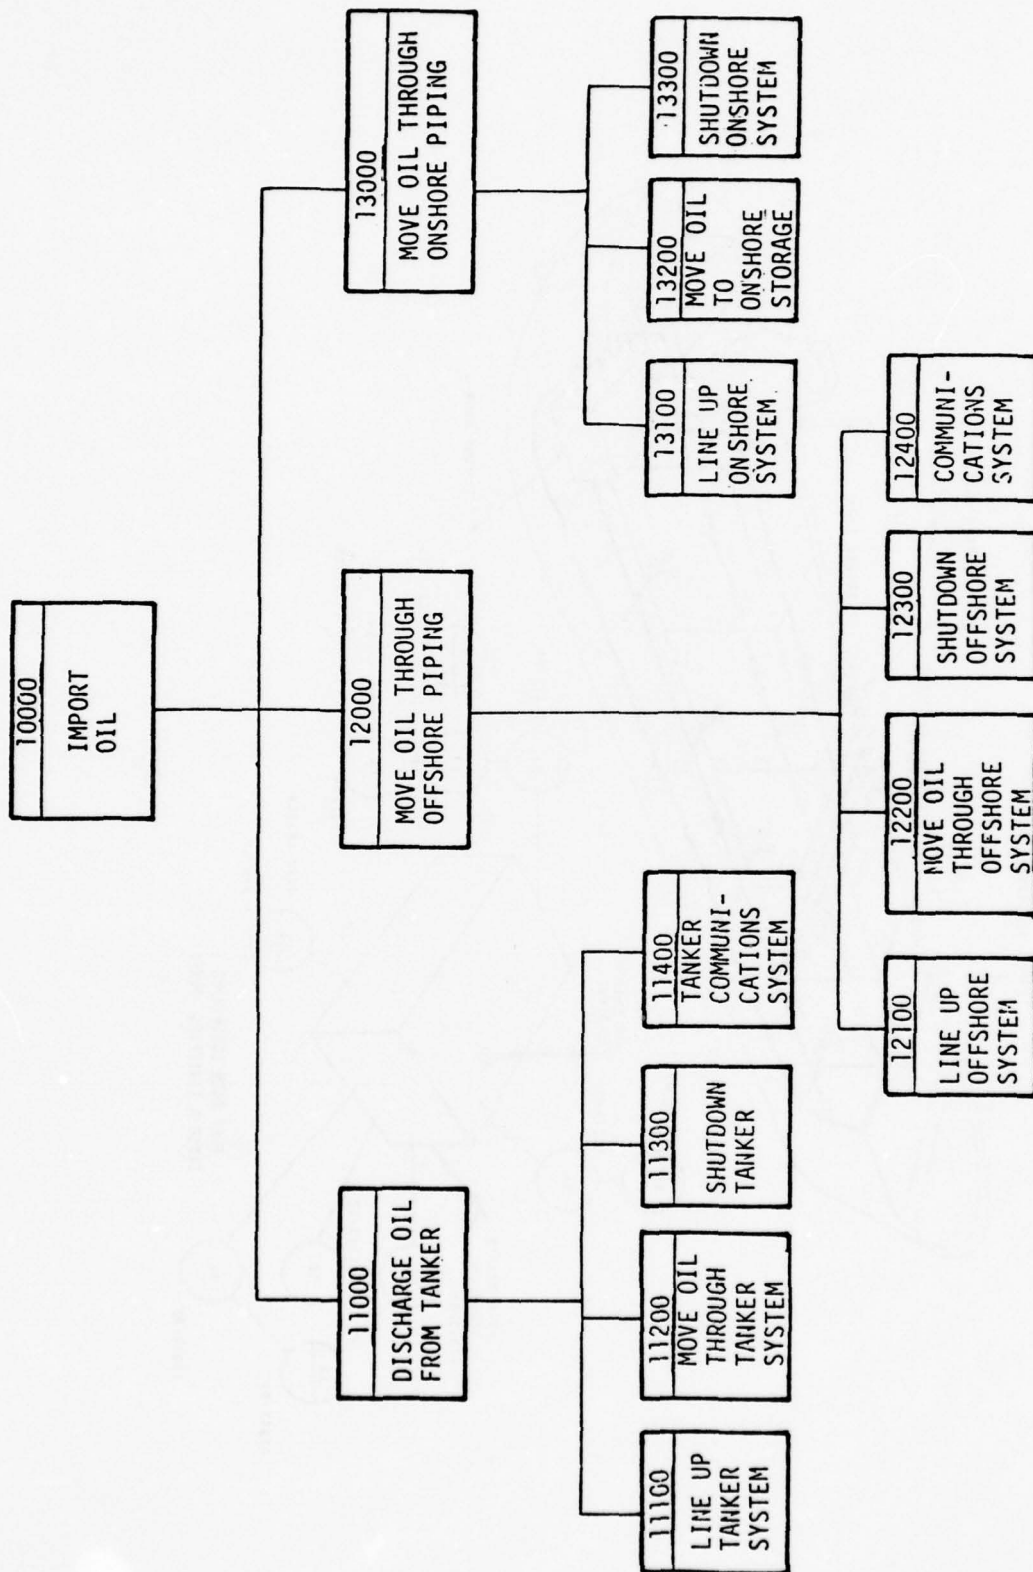 10000
IMPORT
OIL
11000
DISCHARGE OIL
FROM TANKER
12000
MOVE OIL THROUGH
OFFSHORE PIPING
13000
MOVE OIL THROUGH
ONSHORE PIPING
11100
LINE UP
TANKER
SYSTEM
11200
MOVE OIL
THROUGH
TANKER
SYSTEM
11300
SHUTDOWN
TANKER
11400
TANKER
COMMUNI-
CATIONS
SYSTEM
13100
LINE UP
ONSHORE
SYSTEM
13200
MOVE OIL
TO
ONSHORE
STORAGE
13300
SHUTDOWN
ONSHORE
SYSTEM
12100
LINE UP
OFFSHORE
SYSTEM
12200
MOVE OIL
THROUGH
OFFSHORE
SYSTEM
12300
SHUTDOWN
OFFSHORE
SYSTEM
12400
COMMUNI-
CATIONS
SYSTEM